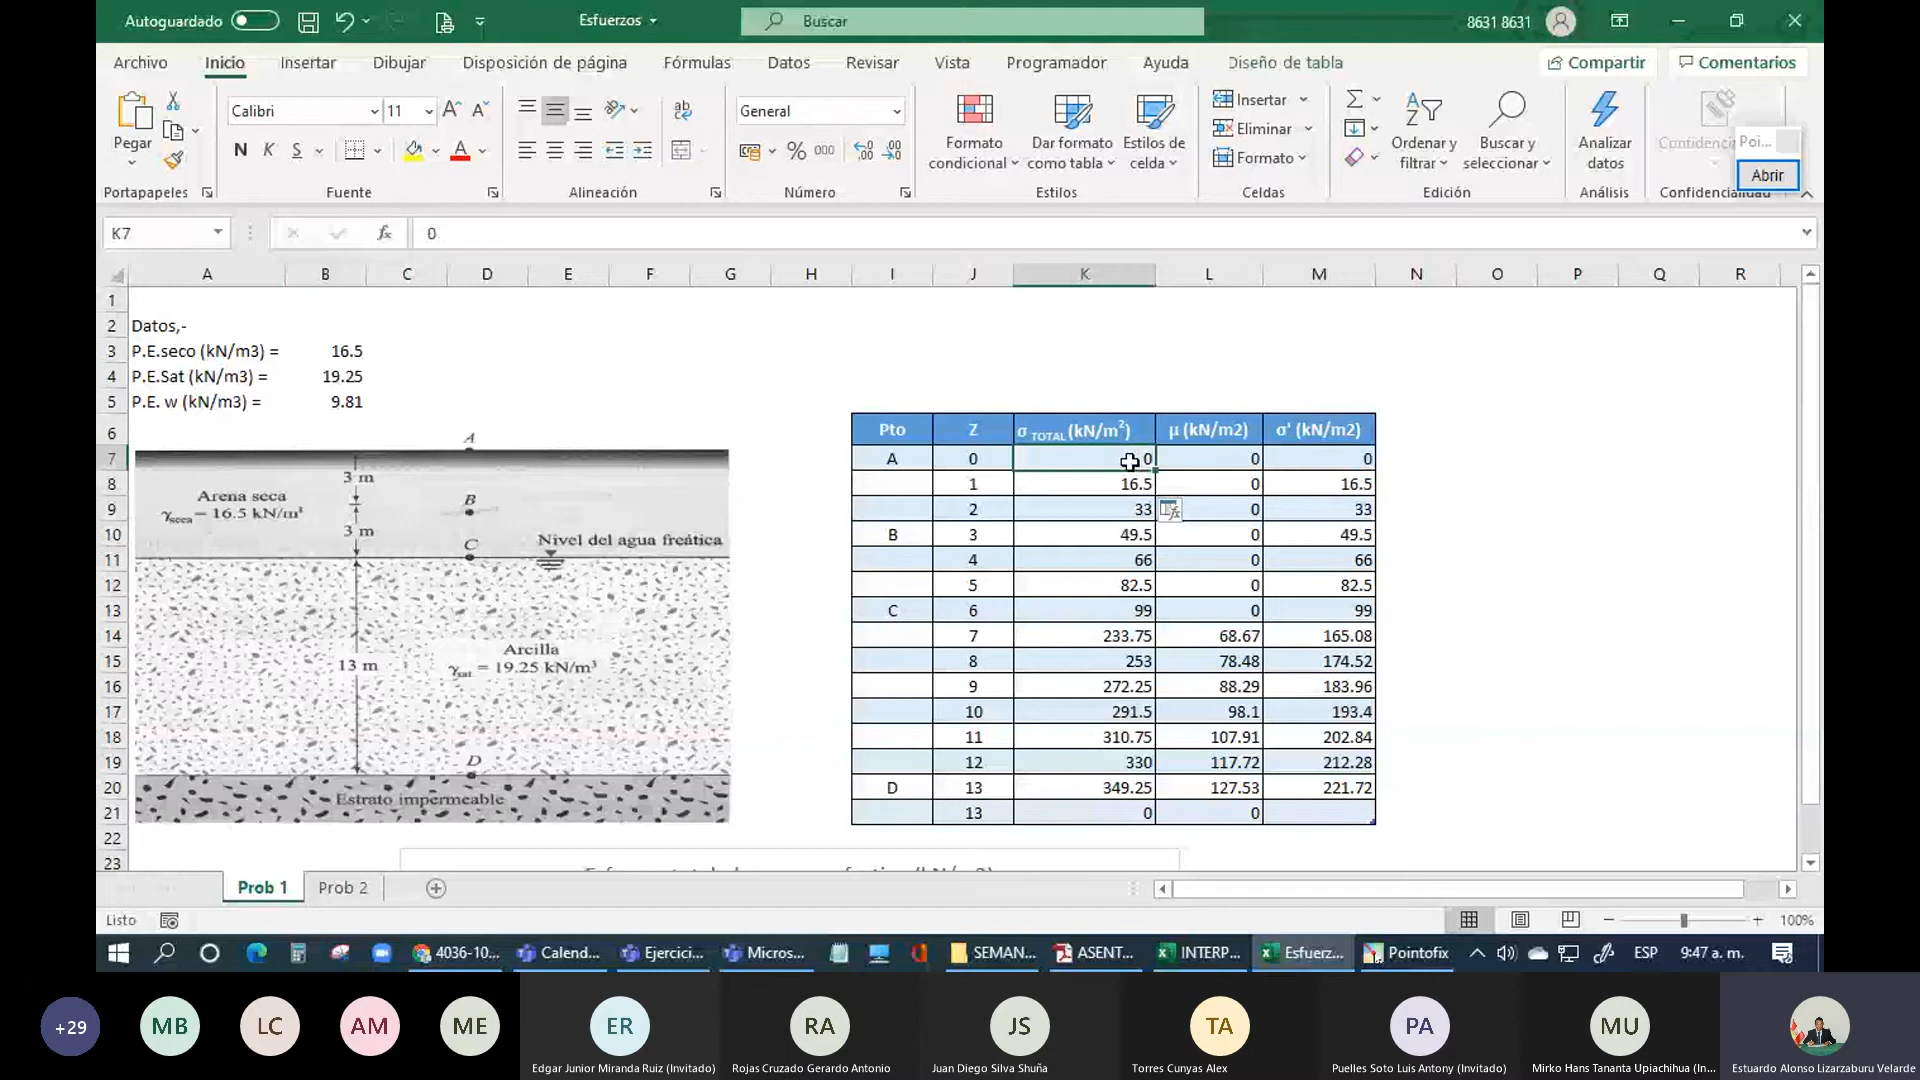 Autoguardado
Esfuerzos
Buscar
8631 8631
Archivo Inicio Insertar Dibujar Disposición de página Fórmulas Datos Revisar Vista Programador Ayuda Diseño de tabla Compartir Comentarios
Pegar
Portapapeles
Calibri 11
N K S
Fuente
ab
Alineación
General
% 000
Número
Formato condicional
Dar formato como tabla
Estilos de celda
Estilos
Insertar
Eliminar
Formato
Celdas
Ordenar y filtrar
Buscar y seleccionar
Edición
Analizar datos
Análisis
Poi...
Abrir
K7 fx 0
A B C D E F G H I J K L M N O P Q R
1
2 Datos,-
3 P.E.seco (kN/m3) = 16.5
4 P.E.Sat (kN/m3) = 19.25
5 P.E. w (kN/m3) = 9.81
6 Pto Z σ TOTAL (kN/m²) μ (kN/m2) σ' (kN/m2)
7 A 0 0 0 0
8 1 16.5 0 16.5
9 2 33 0 33
10 B 3 49.5 0 49.5
11 4 66 0 66
12 5 82.5 0 82.5
13 C 6 99 0 99
14 7 233.75 68.67 165.08
15 8 253 78.48 174.52
16 9 272.25 88.29 183.96
17 10 291.5 98.1 193.4
18 11 310.75 107.91 202.84
19 12 330 117.72 212.28
20 D 13 349.25 127.53 221.72
21 13 0 0
22
23
A
3 m
Arena seca
γseca = 16.5 kN/m³
B
3 m
C
Nivel del agua freática
Arcilla
13 m
γsat = 19.25 kN/m³
D
Estrato impermeable
Prob 1 Prob 2
Listo
100%
4036-10... Calend... Ejercici... Micros... SEMAN... ASENT... INTERP... Esfuerz... Pointofix ESP 9:47 a. m.
+29 MB LC AM ME ER RA JS TA PA MU
Edgar Junior Miranda Ruiz (Invitado)
Rojas Cruzado Gerardo Antonio
Juan Diego Silva Shuña
Torres Cunyas Alex
Puelles Soto Luis Antony (Invitado)
Mirko Hans Tananta Upiachihua (In...
Estuardo Alonso Lizarzaburu Velarde